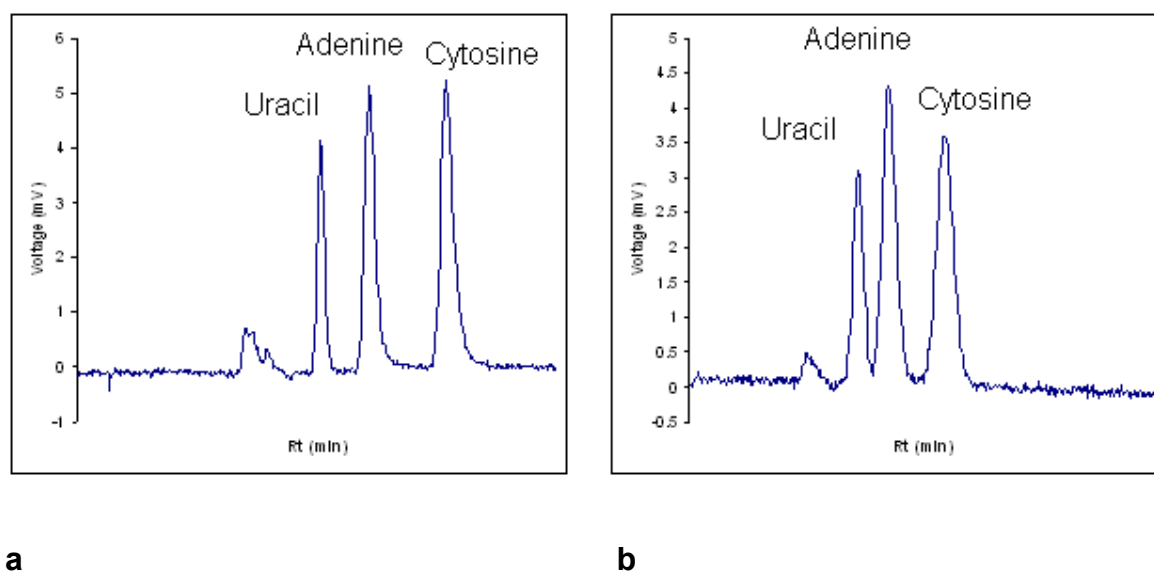 6
5
4
3
2
1
0
-1
Voltage (mV)
Adenine
Cytosine
Uracil
Rt (min)
5
4.5
4
3.5
3
2.5
2
1.5
1
0.5
0
-0.5
Voltage (mV)
Adenine
Cytosine
Uracil
Rt (min)
a
b